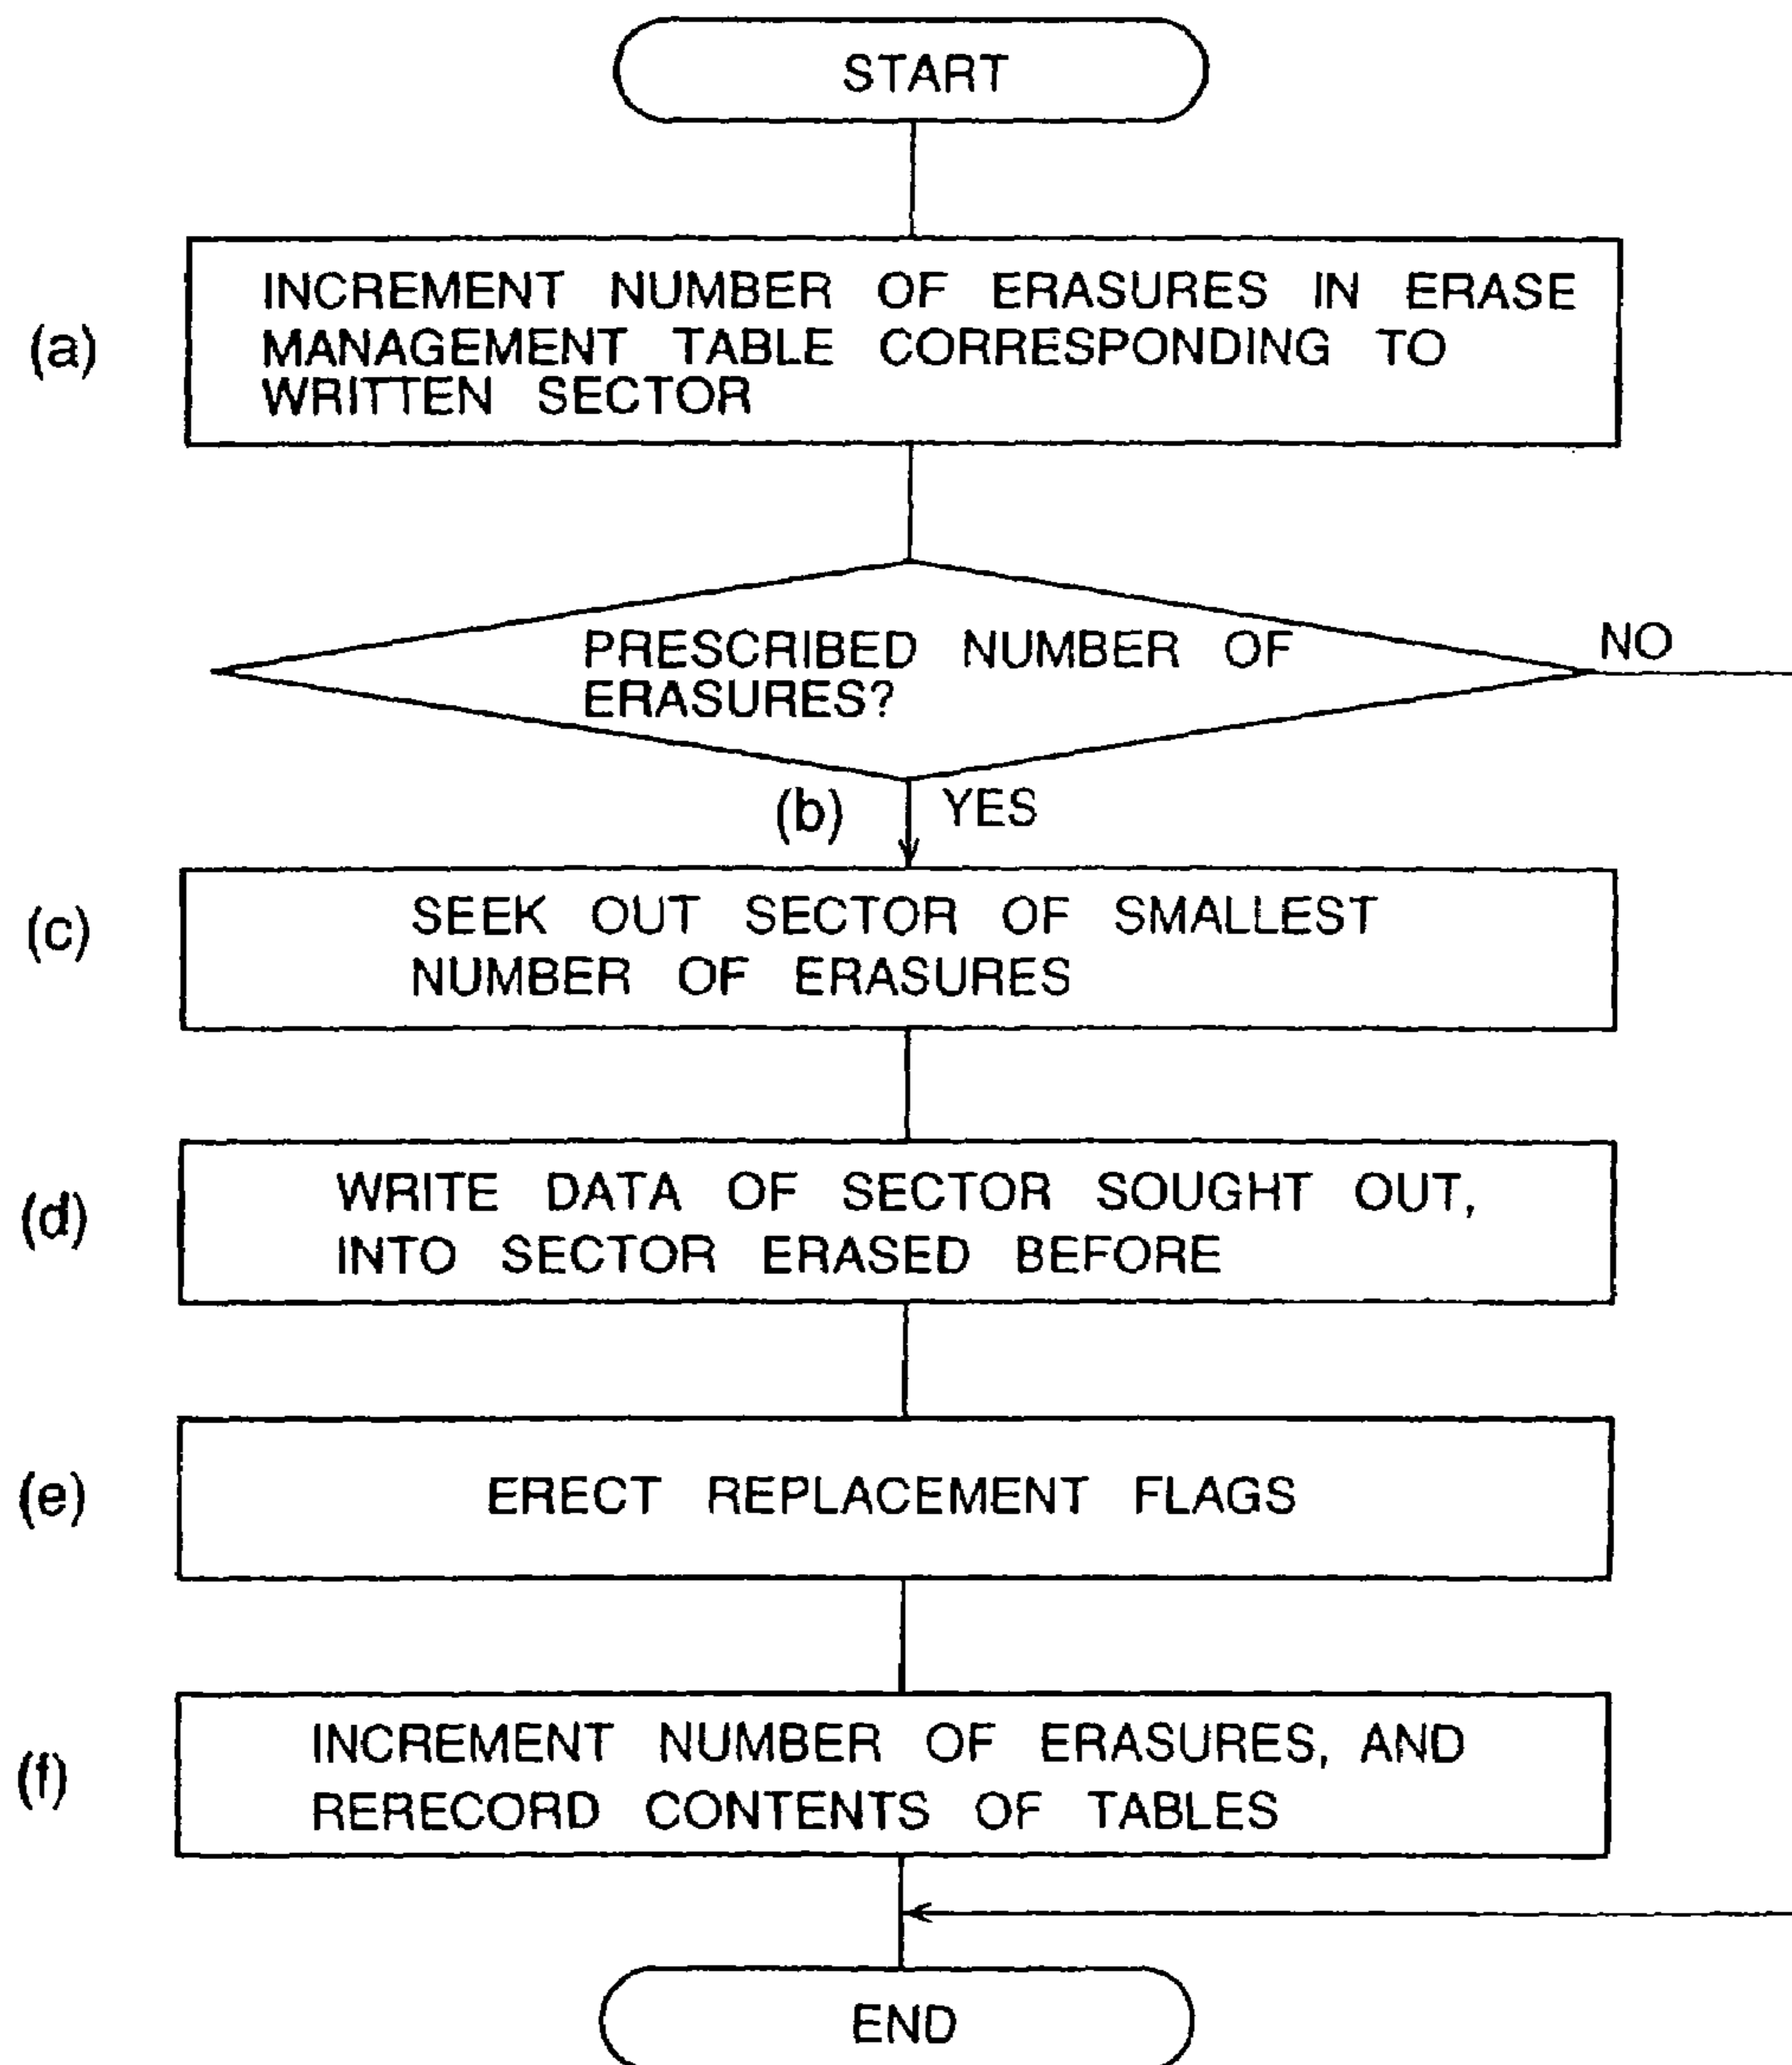 START
(a)
INCREMENT NUMBER OF ERASURES IN ERASE
MANAGEMENT TABLE CORRESPONDING TO
WRITTEN SECTOR
PRESCRIBED NUMBER OF
ERASURES?
NO
(b)
YES
(c)
SEEK OUT SECTOR OF SMALLEST
NUMBER OF ERASURES
(d)
WRITE DATA OF SECTOR SOUGHT OUT,
INTO SECTOR ERASED BEFORE
(e)
ERECT REPLACEMENT FLAGS
(f)
INCREMENT NUMBER OF ERASURES, AND
RERECORD CONTENTS OF TABLES
END